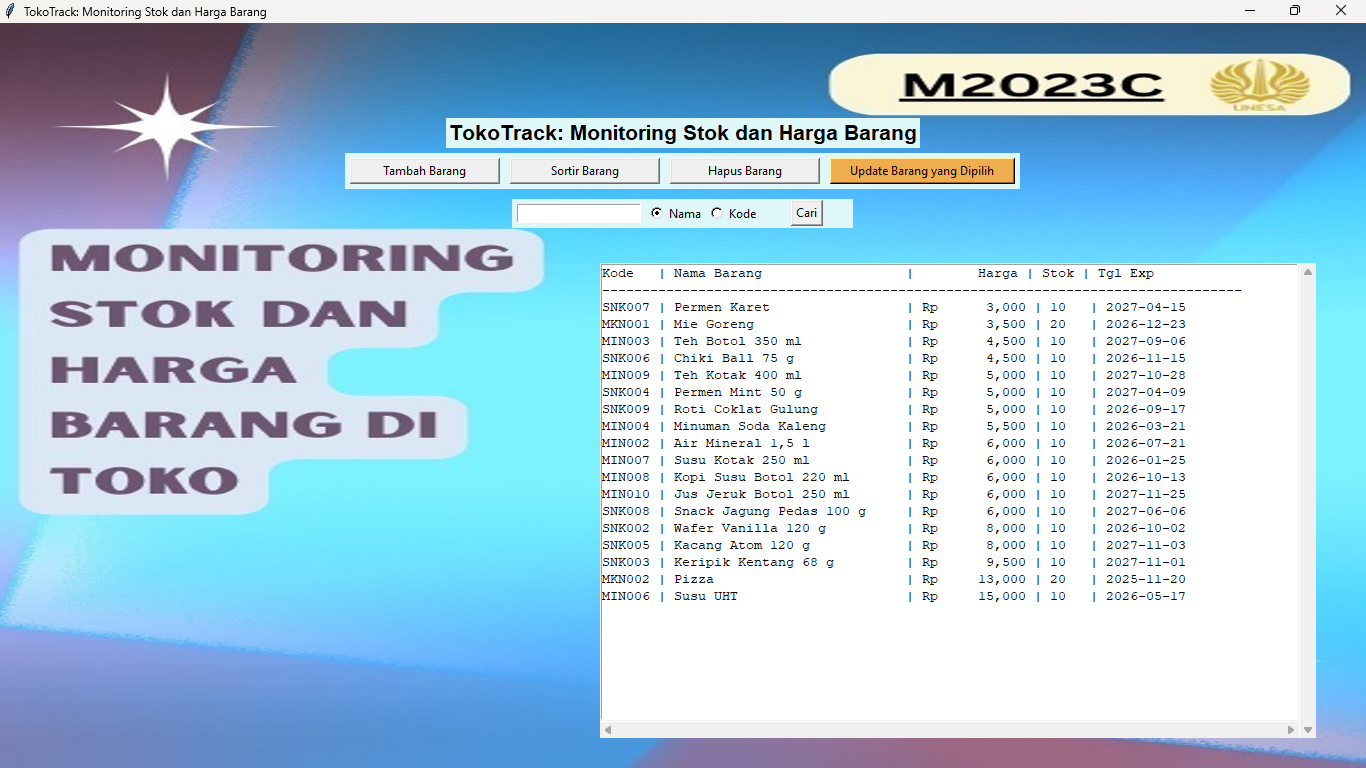 TokoTrack: Monitoring Stok dan Harga Barang
M2023C
UNESA
TokoTrack: Monitoring Stok dan Harga Barang
Tambah Barang Sortir Barang Hapus Barang Update Barang yang Dipilih
Nama Kode Cari
MONITORING
STOK DAN
HARGA
BARANG DI
TOKO
Kode | Nama Barang | Harga | Stok | Tgl Exp
--------------------------------------------------------------------------------
SNK007 | Permen Karet | Rp 3,000 | 10 | 2027-04-15
MKN001 | Mie Goreng | Rp 3,500 | 20 | 2026-12-23
MIN003 | Teh Botol 350 ml | Rp 4,500 | 10 | 2027-09-06
SNK006 | Chiki Ball 75 g | Rp 4,500 | 10 | 2026-11-15
MIN009 | Teh Kotak 400 ml | Rp 5,000 | 10 | 2027-10-28
SNK004 | Permen Mint 50 g | Rp 5,000 | 10 | 2027-04-09
SNK009 | Roti Coklat Gulung | Rp 5,000 | 10 | 2026-09-17
MIN004 | Minuman Soda Kaleng | Rp 5,500 | 10 | 2026-03-21
MIN002 | Air Mineral 1,5 l | Rp 6,000 | 10 | 2026-07-21
MIN007 | Susu Kotak 250 ml | Rp 6,000 | 10 | 2026-01-25
MIN008 | Kopi Susu Botol 220 ml | Rp 6,000 | 10 | 2026-10-13
MIN010 | Jus Jeruk Botol 250 ml | Rp 6,000 | 10 | 2027-11-25
SNK008 | Snack Jagung Pedas 100 g | Rp 6,000 | 10 | 2027-06-06
SNK002 | Wafer Vanilla 120 g | Rp 8,000 | 10 | 2026-10-02
SNK005 | Kacang Atom 120 g | Rp 8,000 | 10 | 2027-11-03
SNK003 | Keripik Kentang 68 g | Rp 9,500 | 10 | 2027-11-01
MKN002 | Pizza | Rp 13,000 | 20 | 2025-11-20
MIN006 | Susu UHT | Rp 15,000 | 10 | 2026-05-17